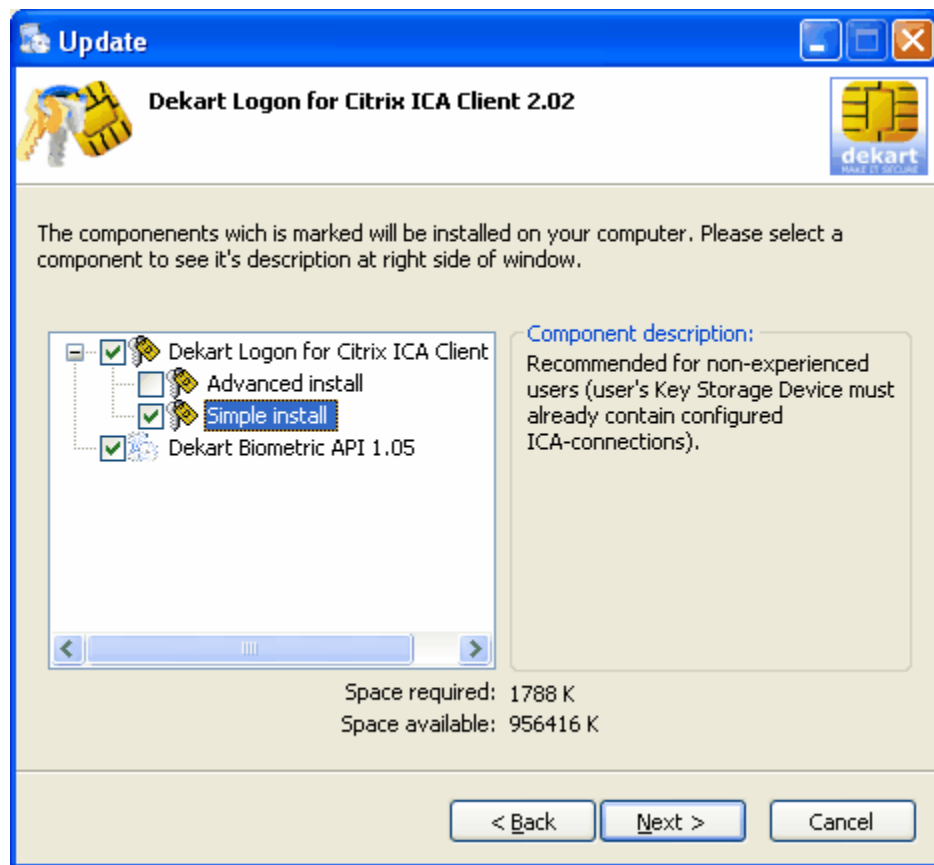 Update
Dekart Logon for Citrix ICA Client 2.02
dekart
MAKE IT SECURE
The componenents wich is marked will be installed on your computer. Please select a
component to see it's description at right side of window.
Dekart Logon for Citrix ICA Client
Advanced install
Simple install
Dekart Biometric API 1.05
Component description:
Recommended for non-experienced
users (user's Key Storage Device must
already contain configured
ICA-connections).
Space required: 1788 K
Space available: 956416 K
< Back
Next >
Cancel